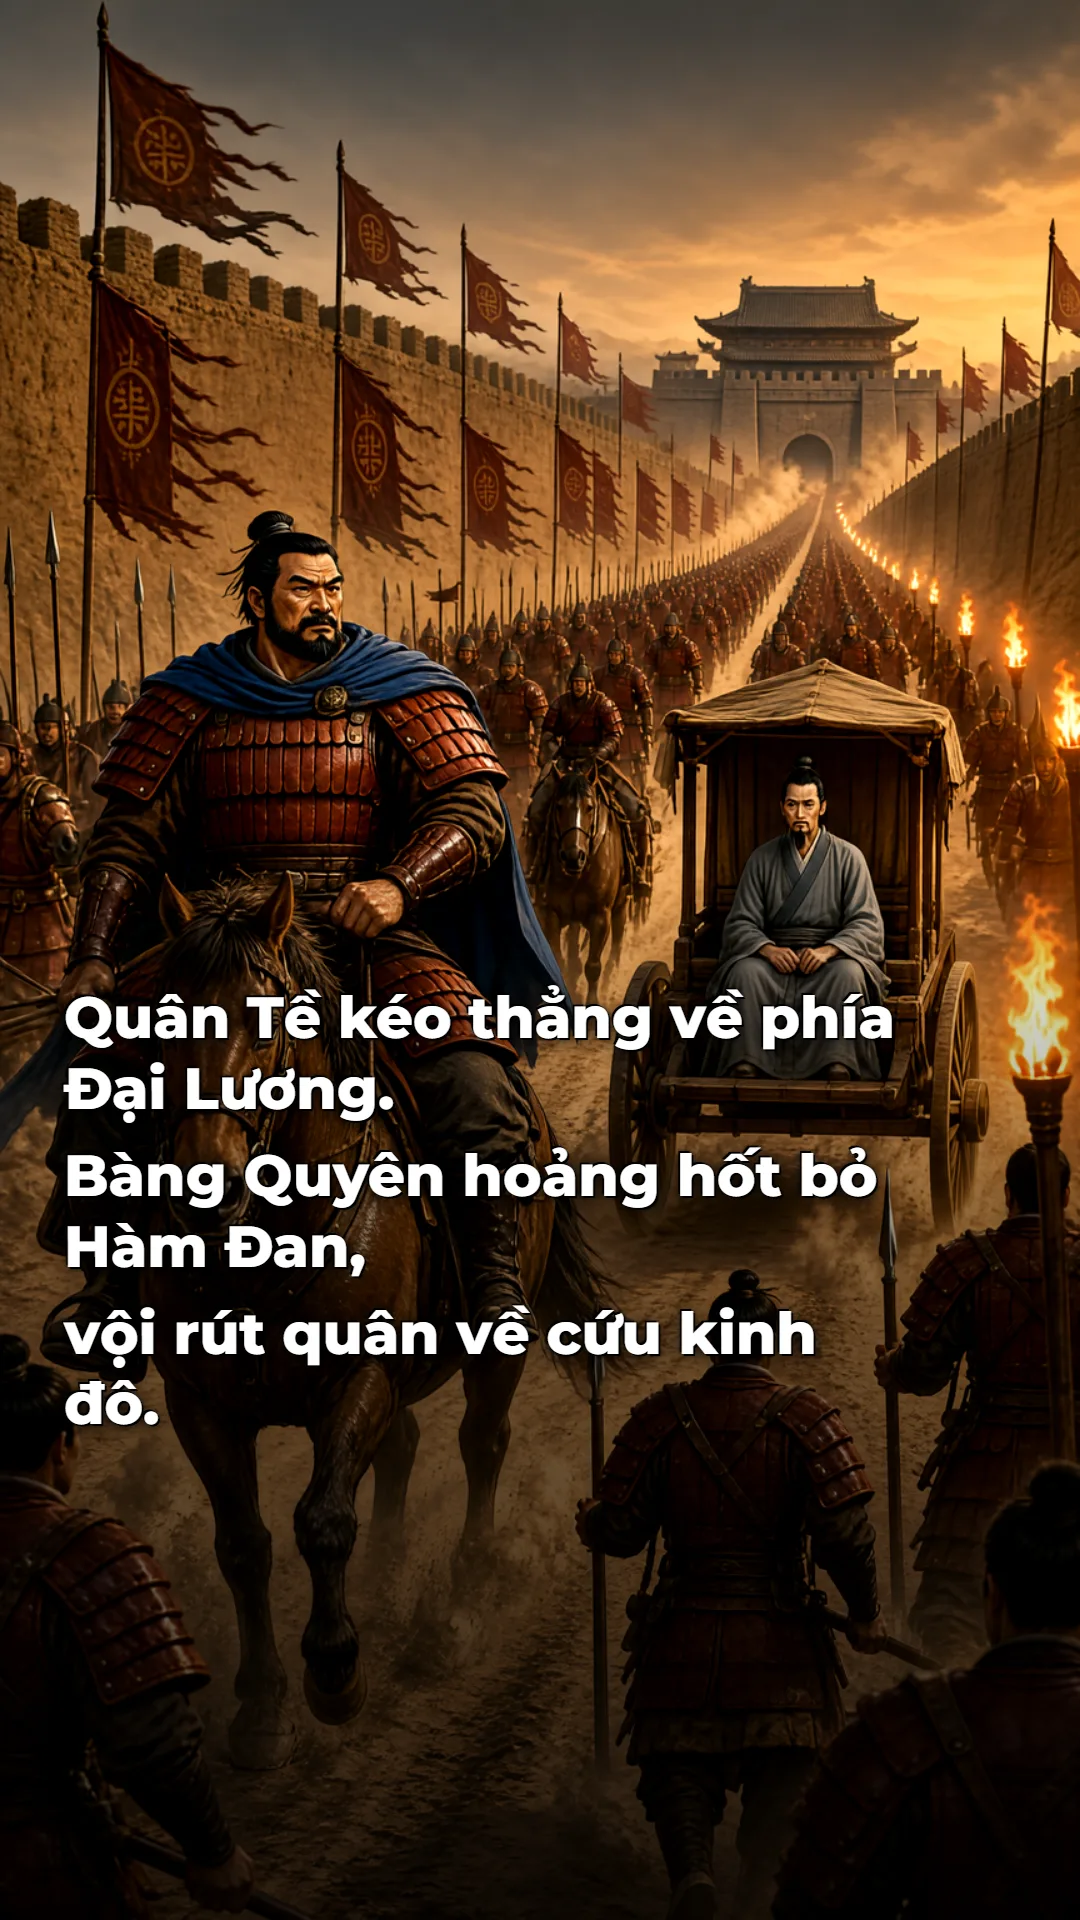 Quân Tề kéo thẳng về phía
Đại Lương.
Bàng Quyên hoảng hốt bỏ
Hàm Đan,
vội rút quân về cứu kinh
đô.